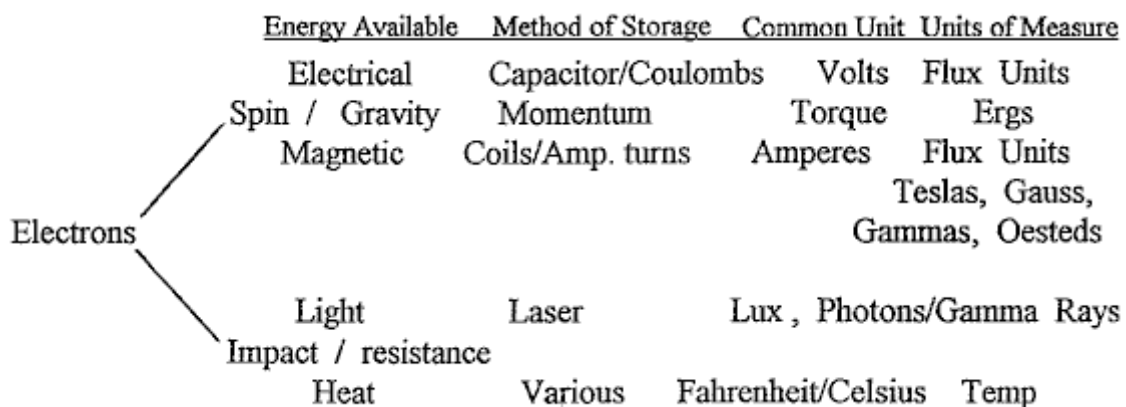 Energy Available Method of Storage Common Unit Units of Measure
Electrical Capacitor/Coulombs Volts Flux Units
Spin / Gravity Momentum Torque Ergs
Magnetic Coils/Amp. turns Amperes Flux Units
Teslas, Gauss,
Electrons Gammas, Oesteds
Light Laser Lux , Photons/Gamma Rays
Impact / resistance
Heat Various Fahrenheit/Celsius Temp